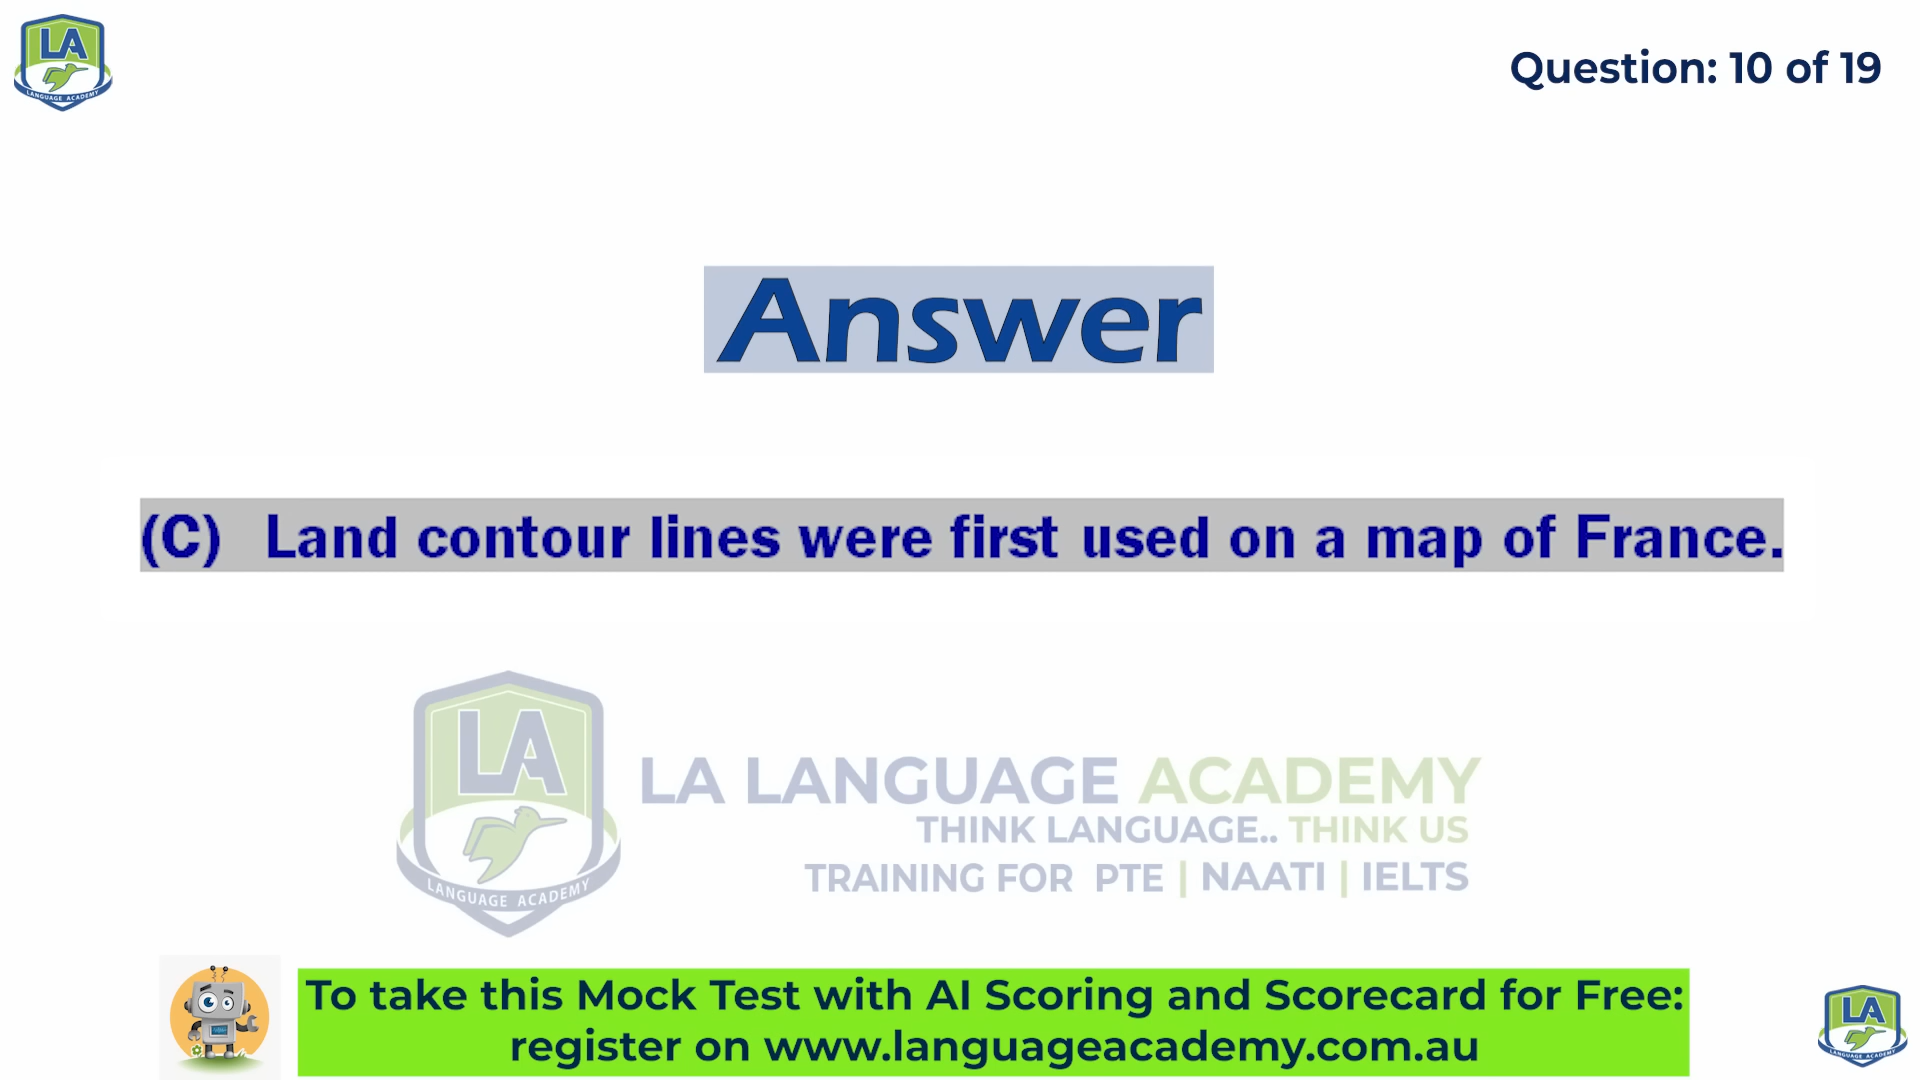 LA
LANGUAGE ACADEMY
Question: 10 of 19
Answer
(C) Land contour lines were first used on a map of France.
LA
LANGUAGE ACADEMY
LA LANGUAGE ACADEMY
THINK LANGUAGE.. THINK US
TRAINING FOR PTE | NAATI | IELTS
To take this Mock Test with AI Scoring and Scorecard for Free:
register on www.languageacademy.com.au
LA
LANGUAGE ACADEMY